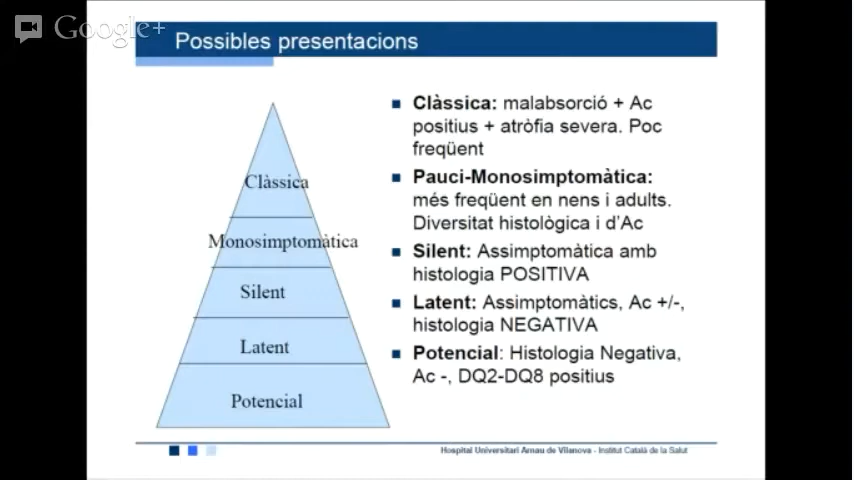 Google+
Possibles presentacions
Clàssica
Monosimptomàtica
Silent
Latent
Potencial
Clàssica: malabsorció + Ac
positius + atròfia severa. Poc
freqüent
Pauci-Monosimptomàtica:
més freqüent en nens i adults.
Diversitat histològica i d'Ac
Silent: Assimptomàtica amb
histologia POSITIVA
Latent: Assimptomàtics, Ac +/-,
histologia NEGATIVA
Potencial: Histologia Negativa,
Ac -, DQ2-DQ8 positius
Hospital Universitari Arnau de Vilanova - Institut Català de la Salut